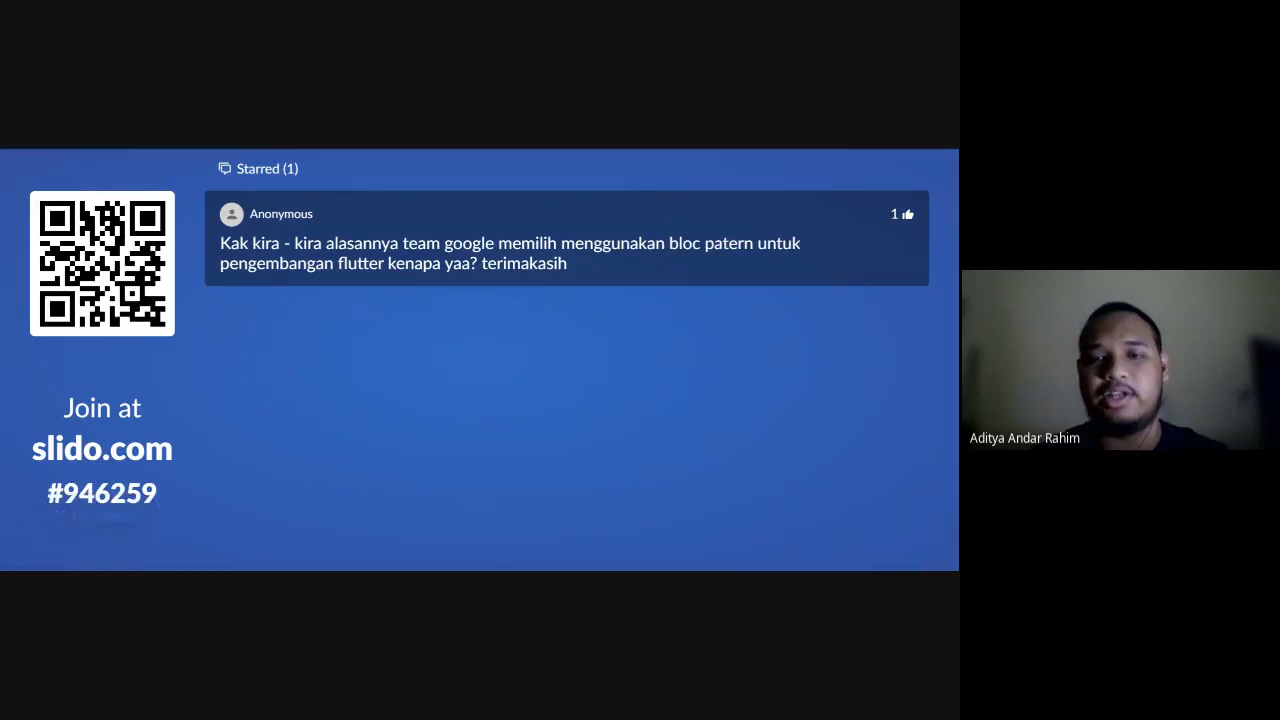 Starred (1)
Anonymous
1
Kak kira - kira alasannya team google memilih menggunakan bloc patern untuk
pengembangan flutter kenapa yaa? terimakasih
Join at
slido.com
#946259
Aditya Andar Rahim